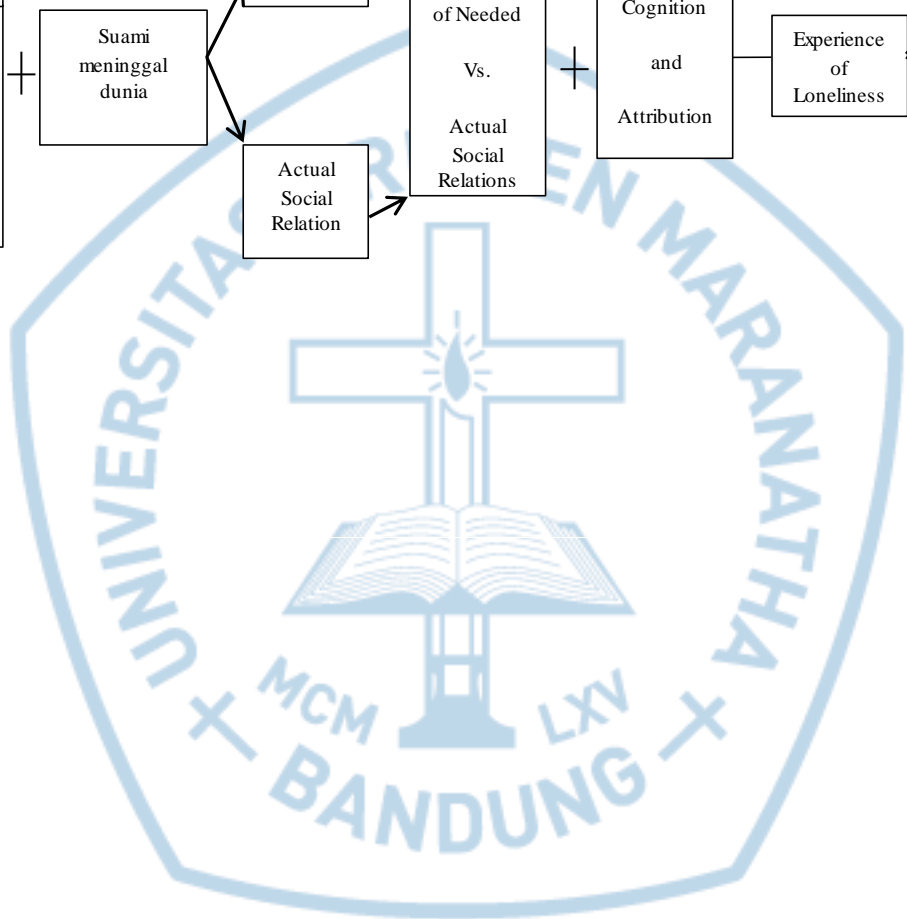 Suami
meninggal
dunia
Actual
Social
Relation
of Needed
Vs.
Actual
Social
Relations
Cognition
and
Attribution
Experience
of
Loneliness
UNIVERSITAS KRISTEN MARANATHA
MCM LXV
BANDUNG